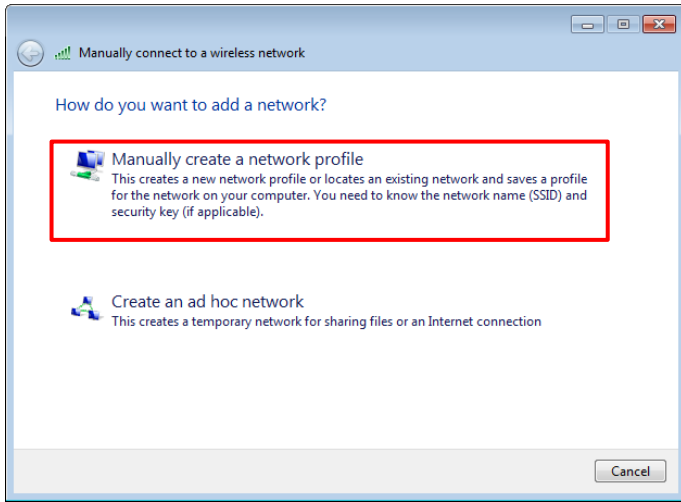 Manually connect to a wireless network
How do you want to add a network?
Manually create a network profile
This creates a new network profile or locates an existing network and saves a profile
for the network on your computer. You need to know the network name (SSID) and
security key (if applicable).
Create an ad hoc network
This creates a temporary network for sharing files or an Internet connection
Cancel